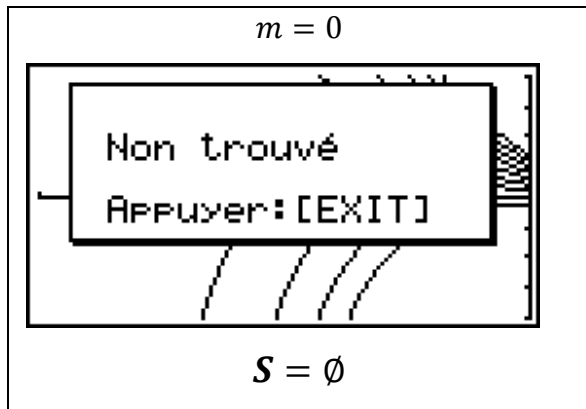 m = 0
Non trouvé
Appuyer:[EXIT]
S = ∅